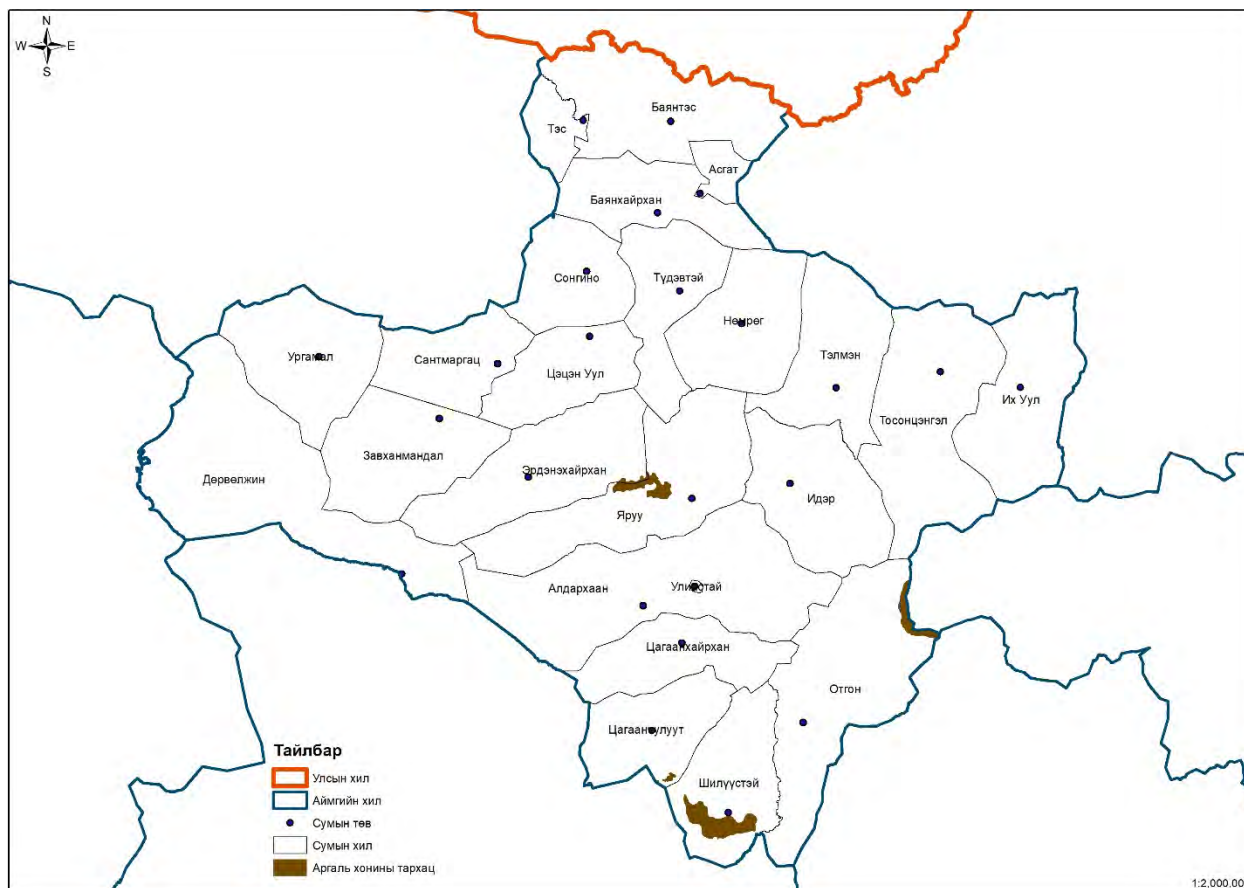 N
W E
S
Баянтэс
Тэс
Асгат
Баянхайрхан
Сонгино
Түдэвтэй
Нөмрөг
Ургамал
Сантмаргац
Тэлмэн
Цэцэн Уул
Их Уул
Тосонцэнгэл
Завханмандал
Эрдэнэхайрхан
Дөрвөлжин
Идэр
Яруу
Алдархаан
Улиастай
Цагаанхайрхан
Отгон
Цагаанчулуут
Шилүүстэй
Тайлбар
Улсын хил
Аймгийн хил
Сумын төв
Сумын хил
Аргаль хонины тархац
1:2,000,00